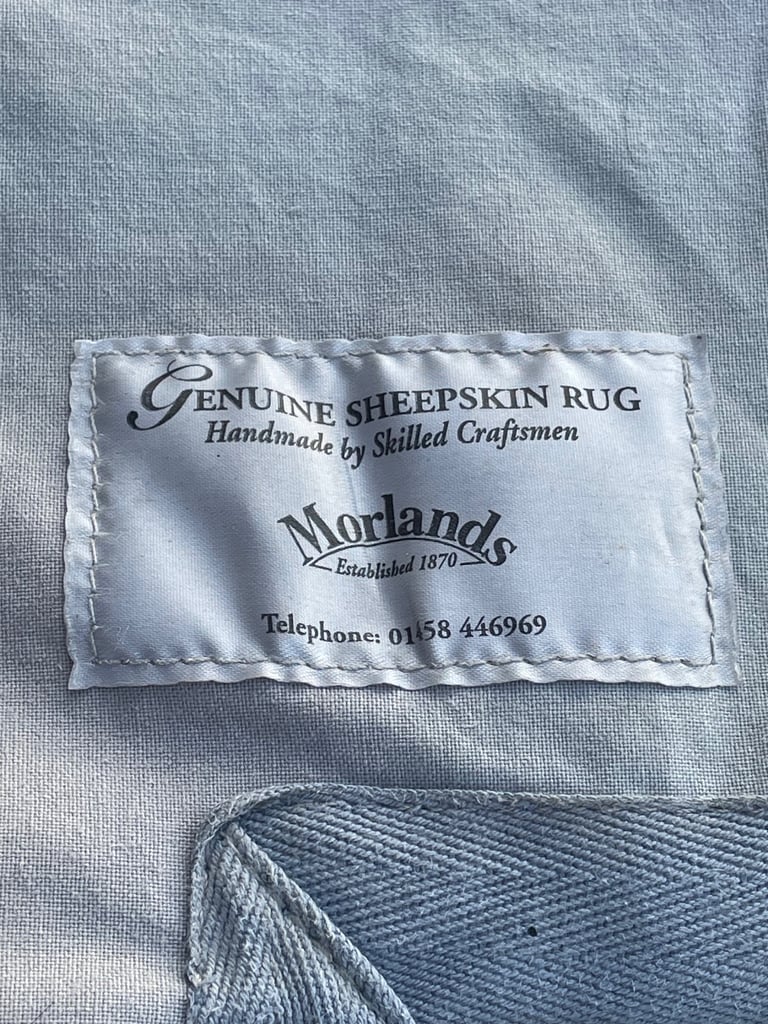 GENUINE SHEEPSKIN RUG
Handmade by Skilled Craftsmen
Morlands
Established 1870
Telephone: 01458 446969